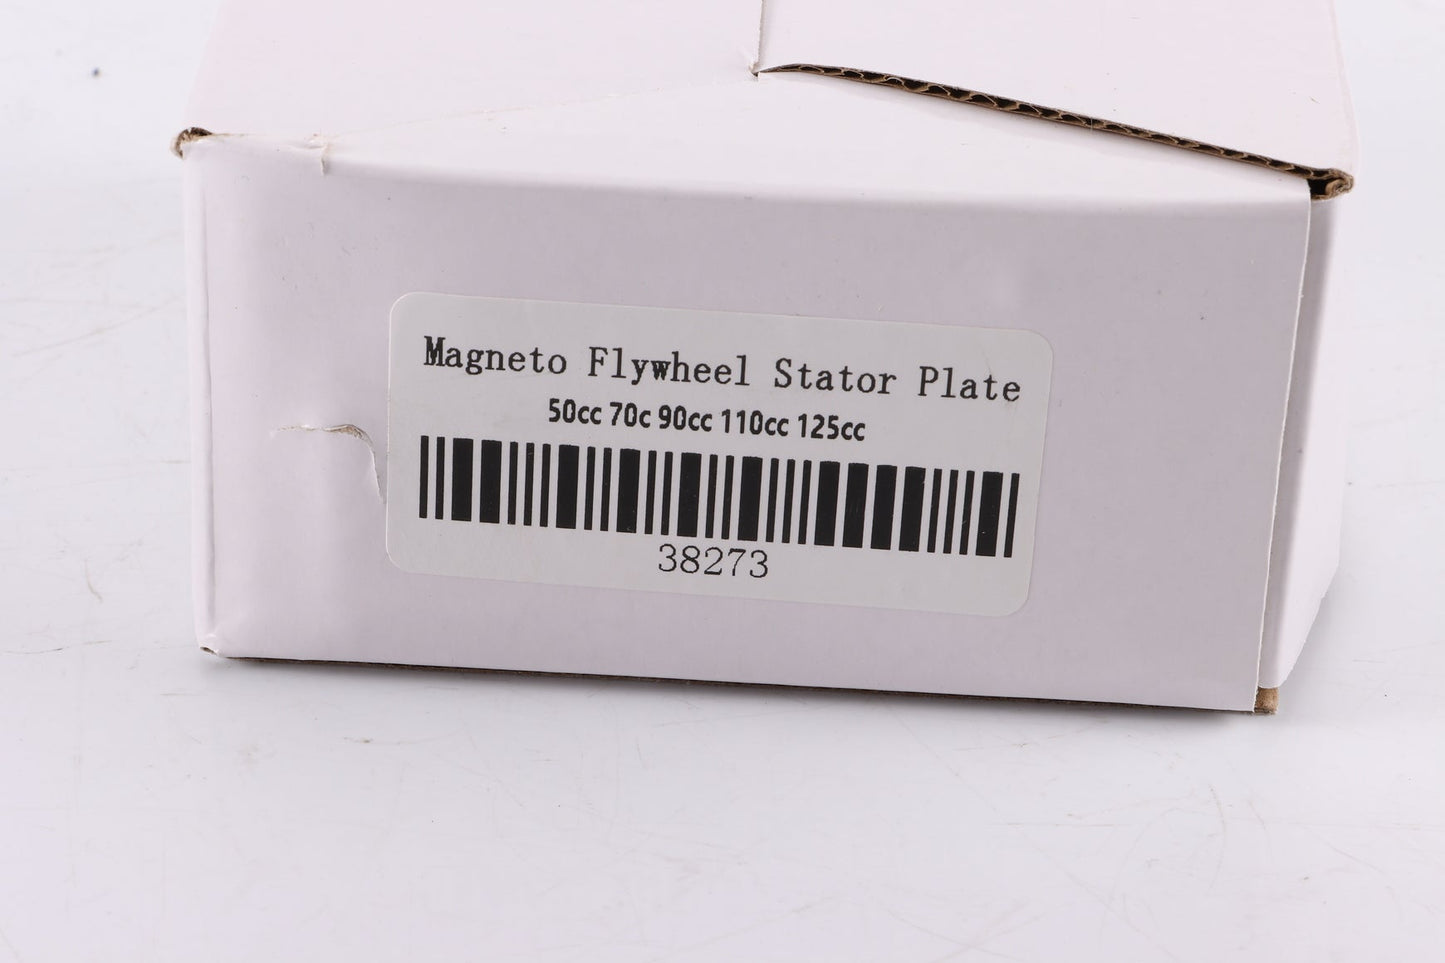 Magneto Flywheel Stator Plate
50cc 70c 90cc 110cc 125cc
38273